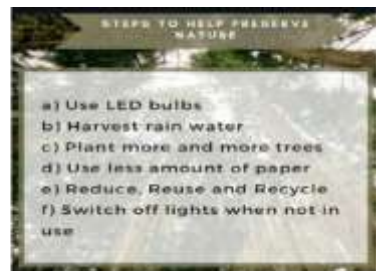 STEPS TO HELP PRESERVE
NATURE
a) Use LED bulbs
b) Harvest rain water
c) Plant more and more trees
d) Use less amount of paper
e) Reduce, Reuse and Recycle
f) Switch off lights when not in
use